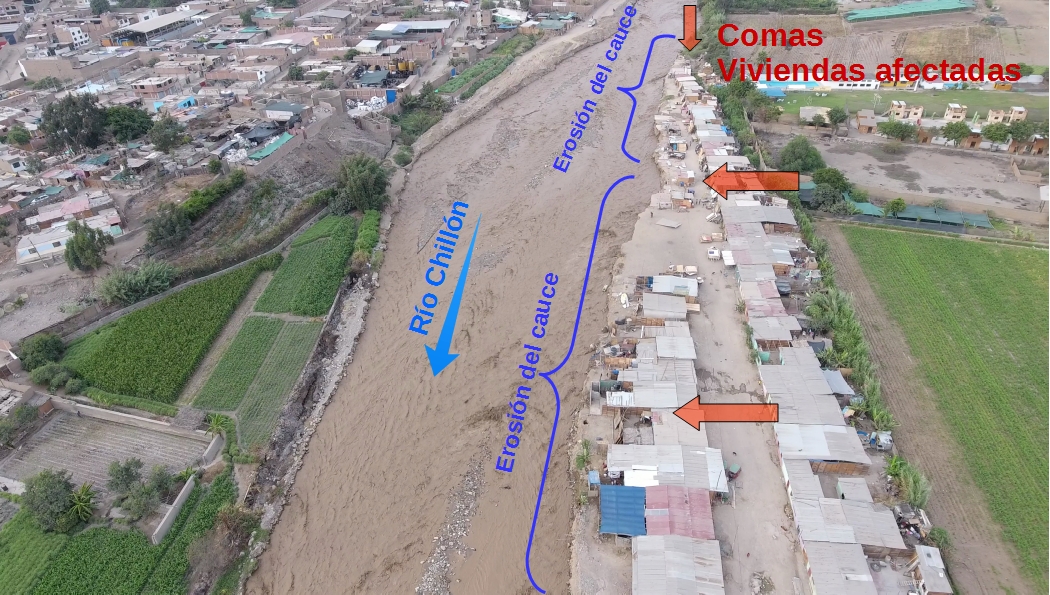 Comas
Viviendas afectadas
Erosión del cauce
Río Chillón
Erosión del cauce